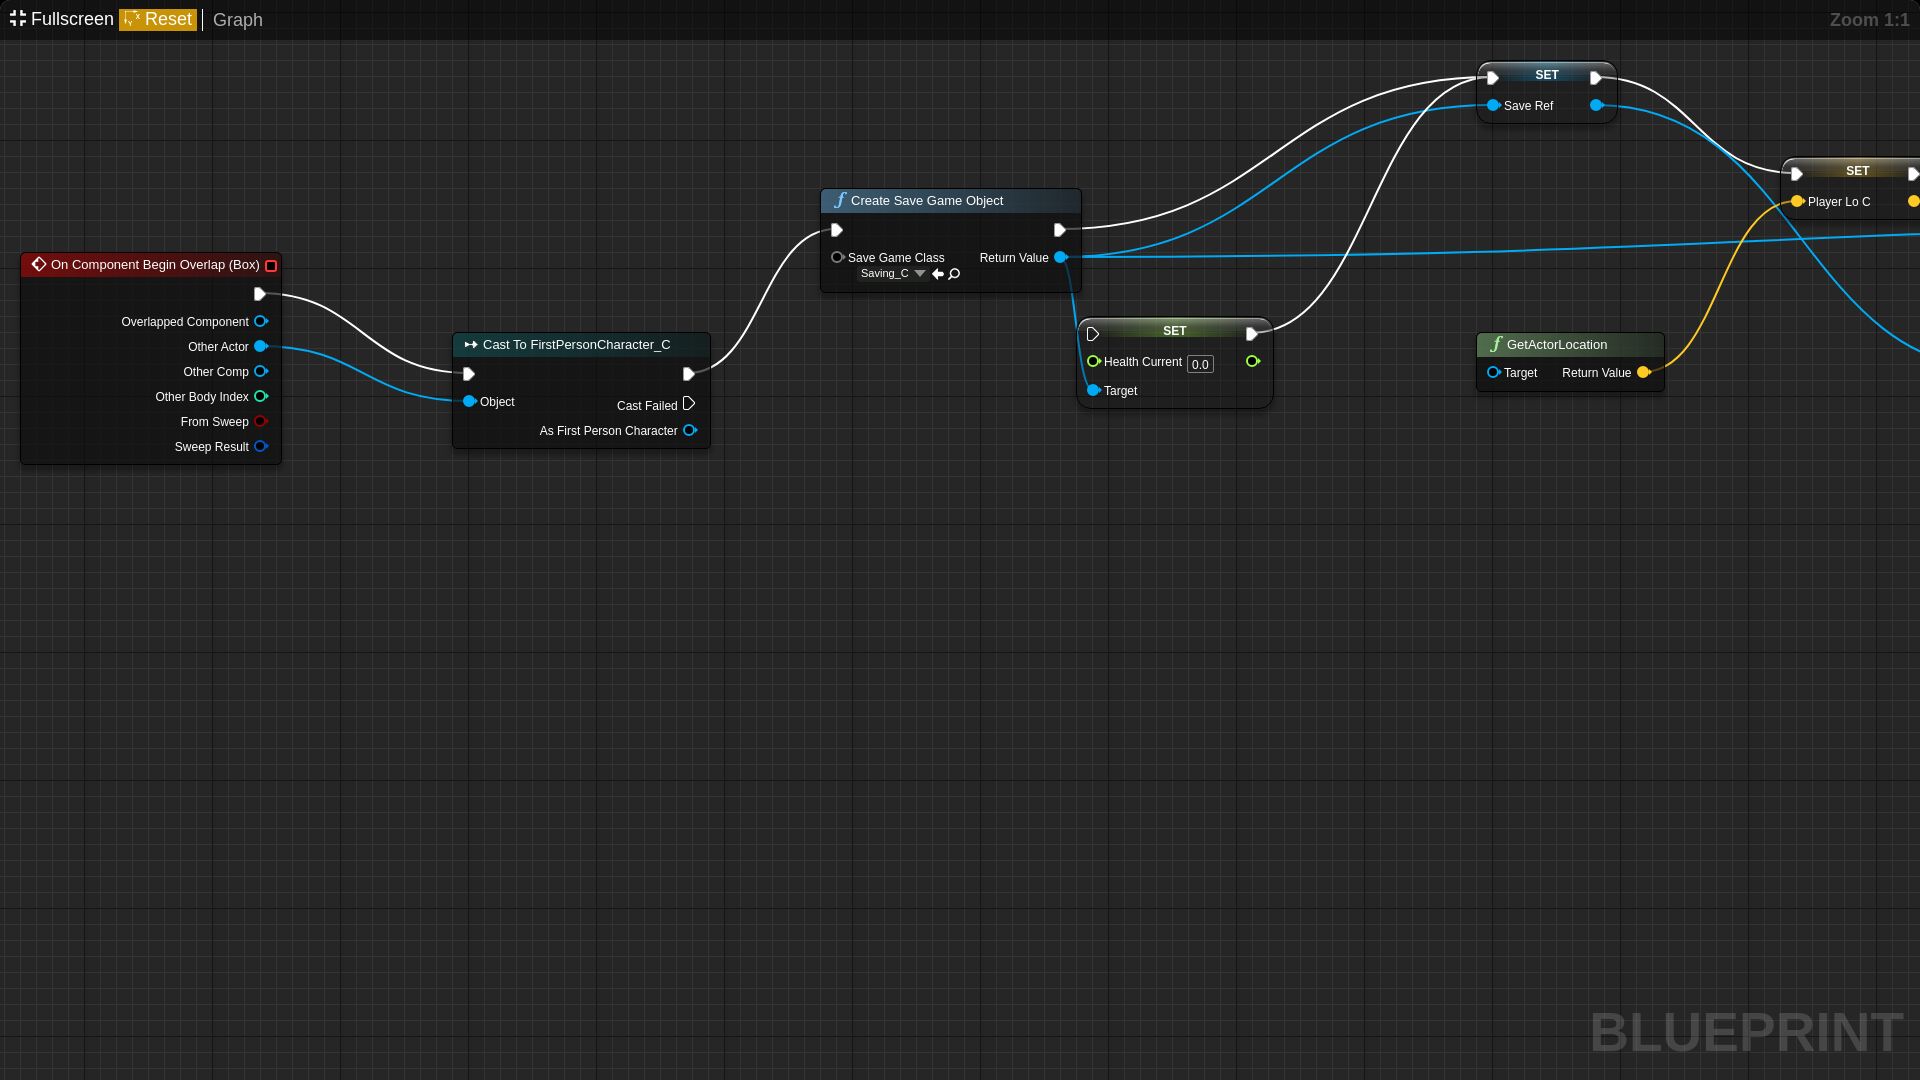 Fullscreen Reset Graph
Zoom 1:1
On Component Begin Overlap (Box)
Overlapped Component
Other Actor
Other Comp
Other Body Index
From Sweep
Sweep Result
Cast To FirstPersonCharacter_C
Object
Cast Failed
As First Person Character
Create Save Game Object
Save Game Class
Return Value
Saving_C
SET
Health Current 0.0
Target
SET
Save Ref
GetActorLocation
Target Return Value
SET
Player Lo C
BLUEPRINT